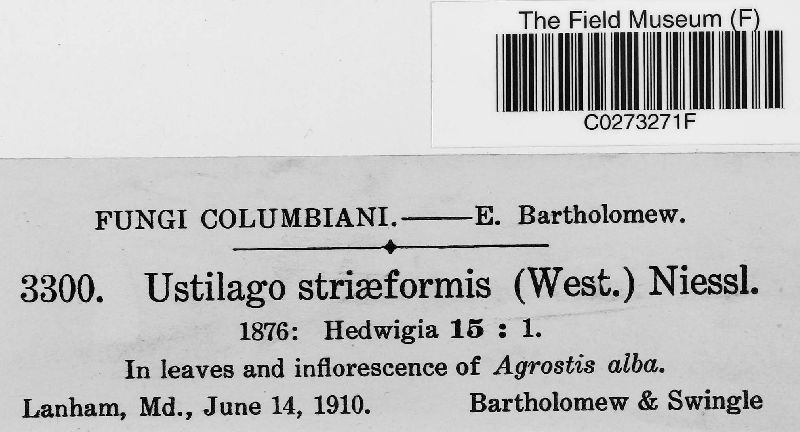 The Field Museum (F)
C0273271F
FUNGI COLUMBIANI.——E. Bartholomew.
3300. Ustilago striæformis (West.) Niessl.
1876: Hedwigia 15 : 1.
In leaves and inflorescence of Agrostis alba.
Lanham, Md., June 14, 1910. Bartholomew & Swingle